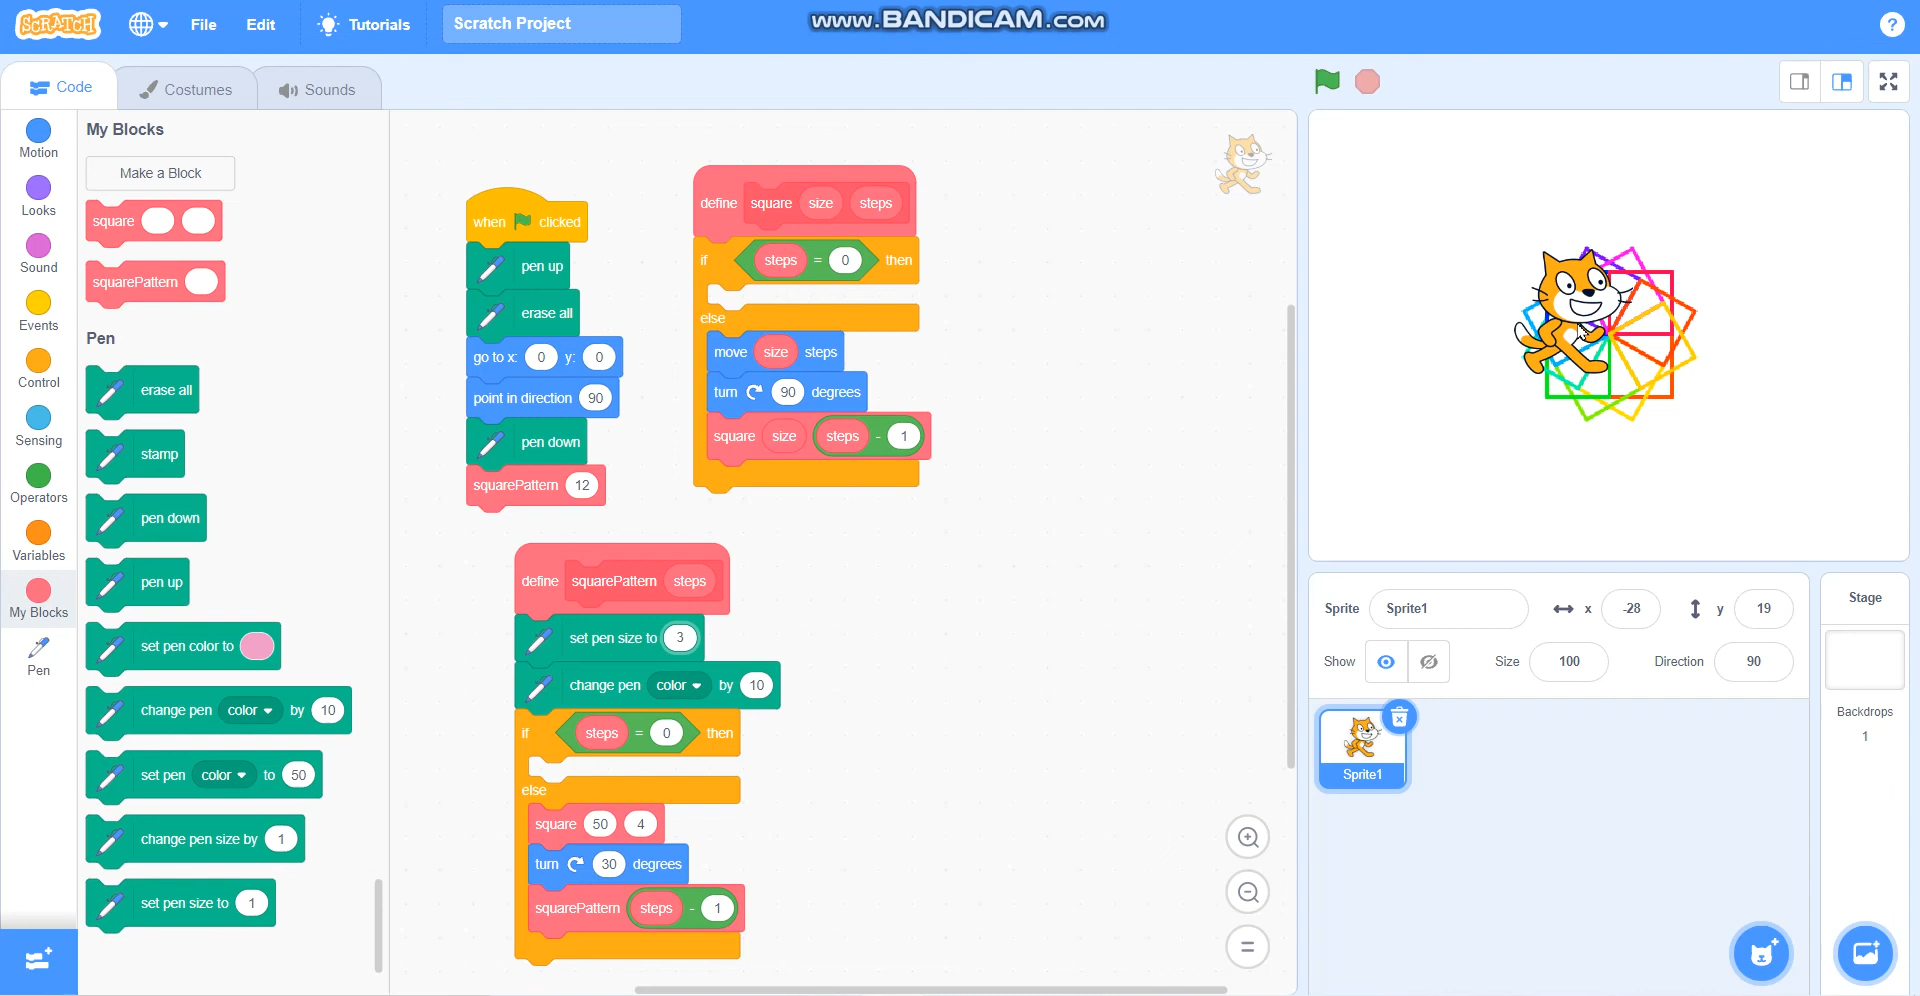 SCRATCH
File
Edit
Tutorials
Scratch Project
www.BANDICAM.com
?
Code
Costumes
Sounds
Motion
Looks
Sound
Events
Control
Sensing
Operators
Variables
My Blocks
Pen
My Blocks
Make a Block
square
squarePattern
Pen
erase all
stamp
pen down
pen up
set pen color to
change pen color by 10
set pen color to 50
change pen size by 1
set pen size to 1
when clicked
pen up
erase all
go to x: 0 y: 0
point in direction 90
pen down
squarePattern 12
define square size steps
if steps = 0 then
else
move size steps
turn 90 degrees
square size steps - 1
define squarePattern steps
set pen size to 3
change pen color by 10
if steps = 0 then
else
square 50 4
turn 30 degrees
squarePattern steps - 1
Sprite Sprite1 x -28 y 19
Show Size 100 Direction 90
Sprite1
Stage
Backdrops
1